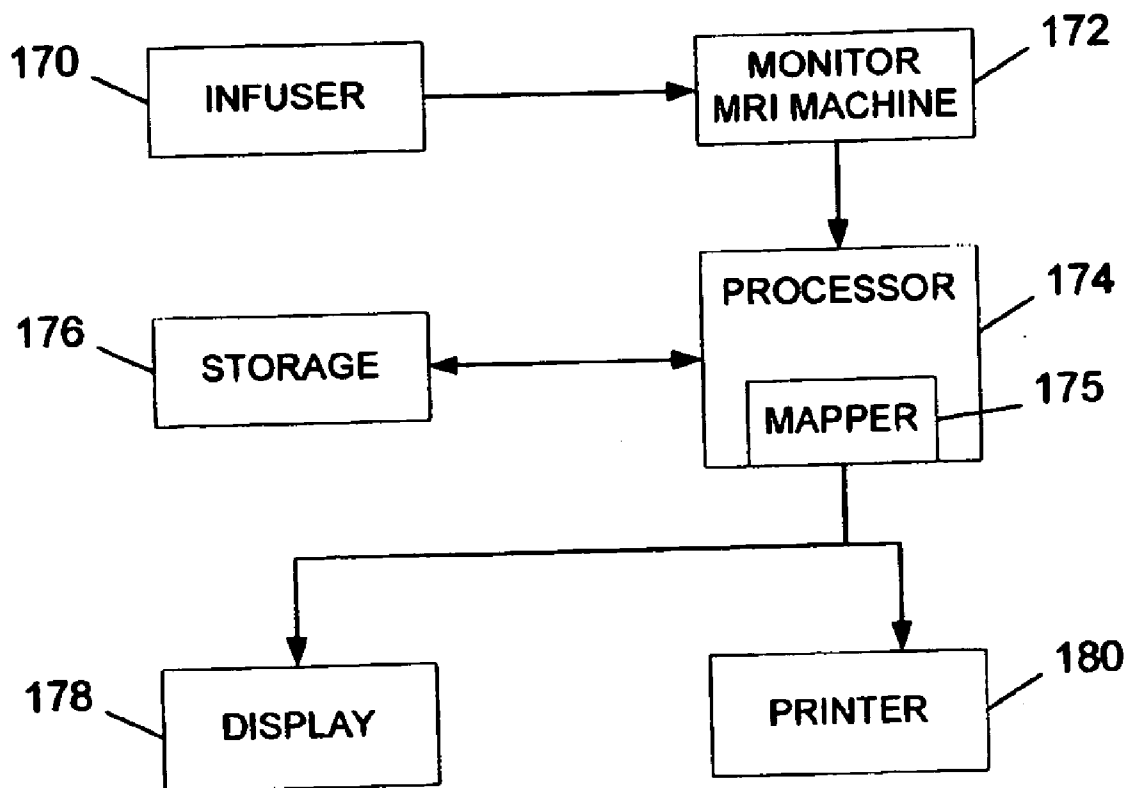 170
INFUSER
MONITOR
MRI MACHINE
172
PROCESSOR
174
176
STORAGE
MAPPER
175
178
DISPLAY
PRINTER
180